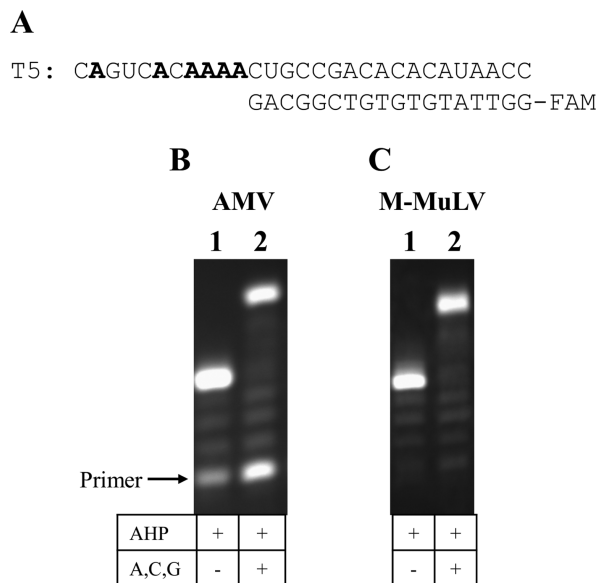 A
T5: CAGUCACAAAACUGCCGACACACAUAACC
GACGGCTGTGTGTATTGG-FAM
B C
AMV M-MuLV
1 2 1 2
Primer
AHP + + + +
A,C,G - + - +